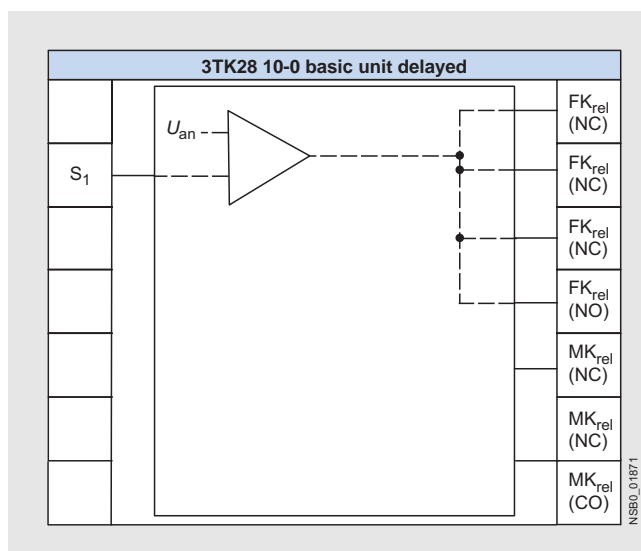 3TK28 10-0 basic unit delayed
Uan
S1
FKrel
(NC)
FKrel
(NC)
FKrel
(NC)
FKrel
(NO)
MKrel
(NC)
MKrel
(NC)
MKrel
(CO)
NSB0_01871